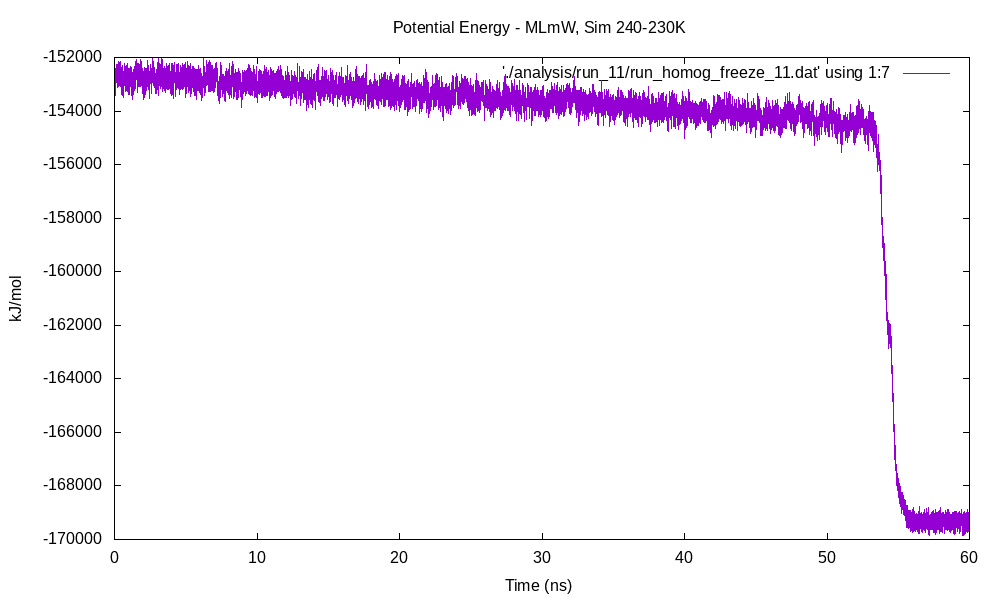 Potential Energy - MLmW, Sim 240-230K
'./analysis/run_11/run_homog_freeze_11.dat' using 1:7
-152000
-154000
-156000
-158000
-160000
-162000
-164000
-166000
-168000
-170000
kJ/mol
0 10 20 30 40 50 60
Time (ns)